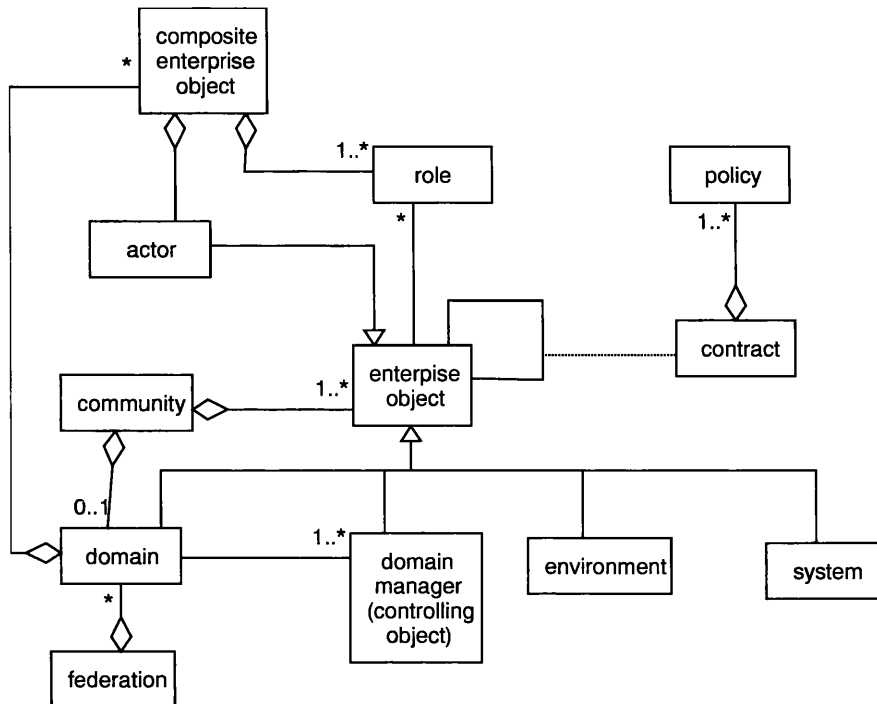 composite
enterprise
object
*
1..*
role
policy
*
1..*
actor
contract
enterpise
object
1..*
community
0..1
domain
1..*
domain
manager
(controlling
object)
environment
system
*
federation